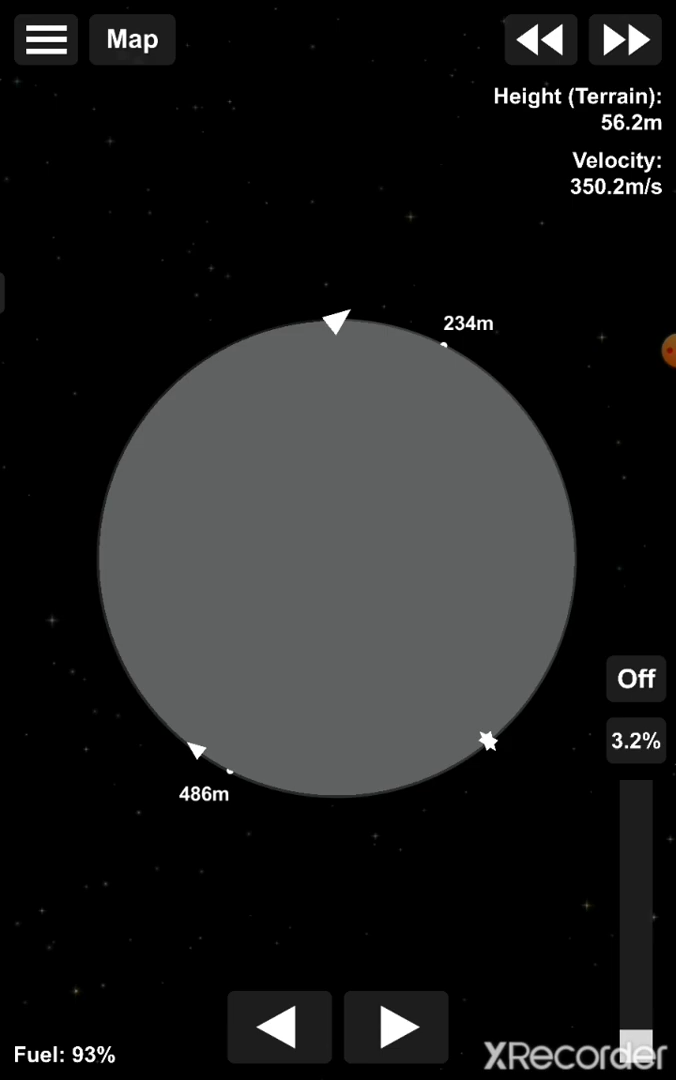 Map
Height (Terrain):
56.2m
Velocity:
350.2m/s
234m
Off
3.2%
486m
Fuel: 93%
XRecorder